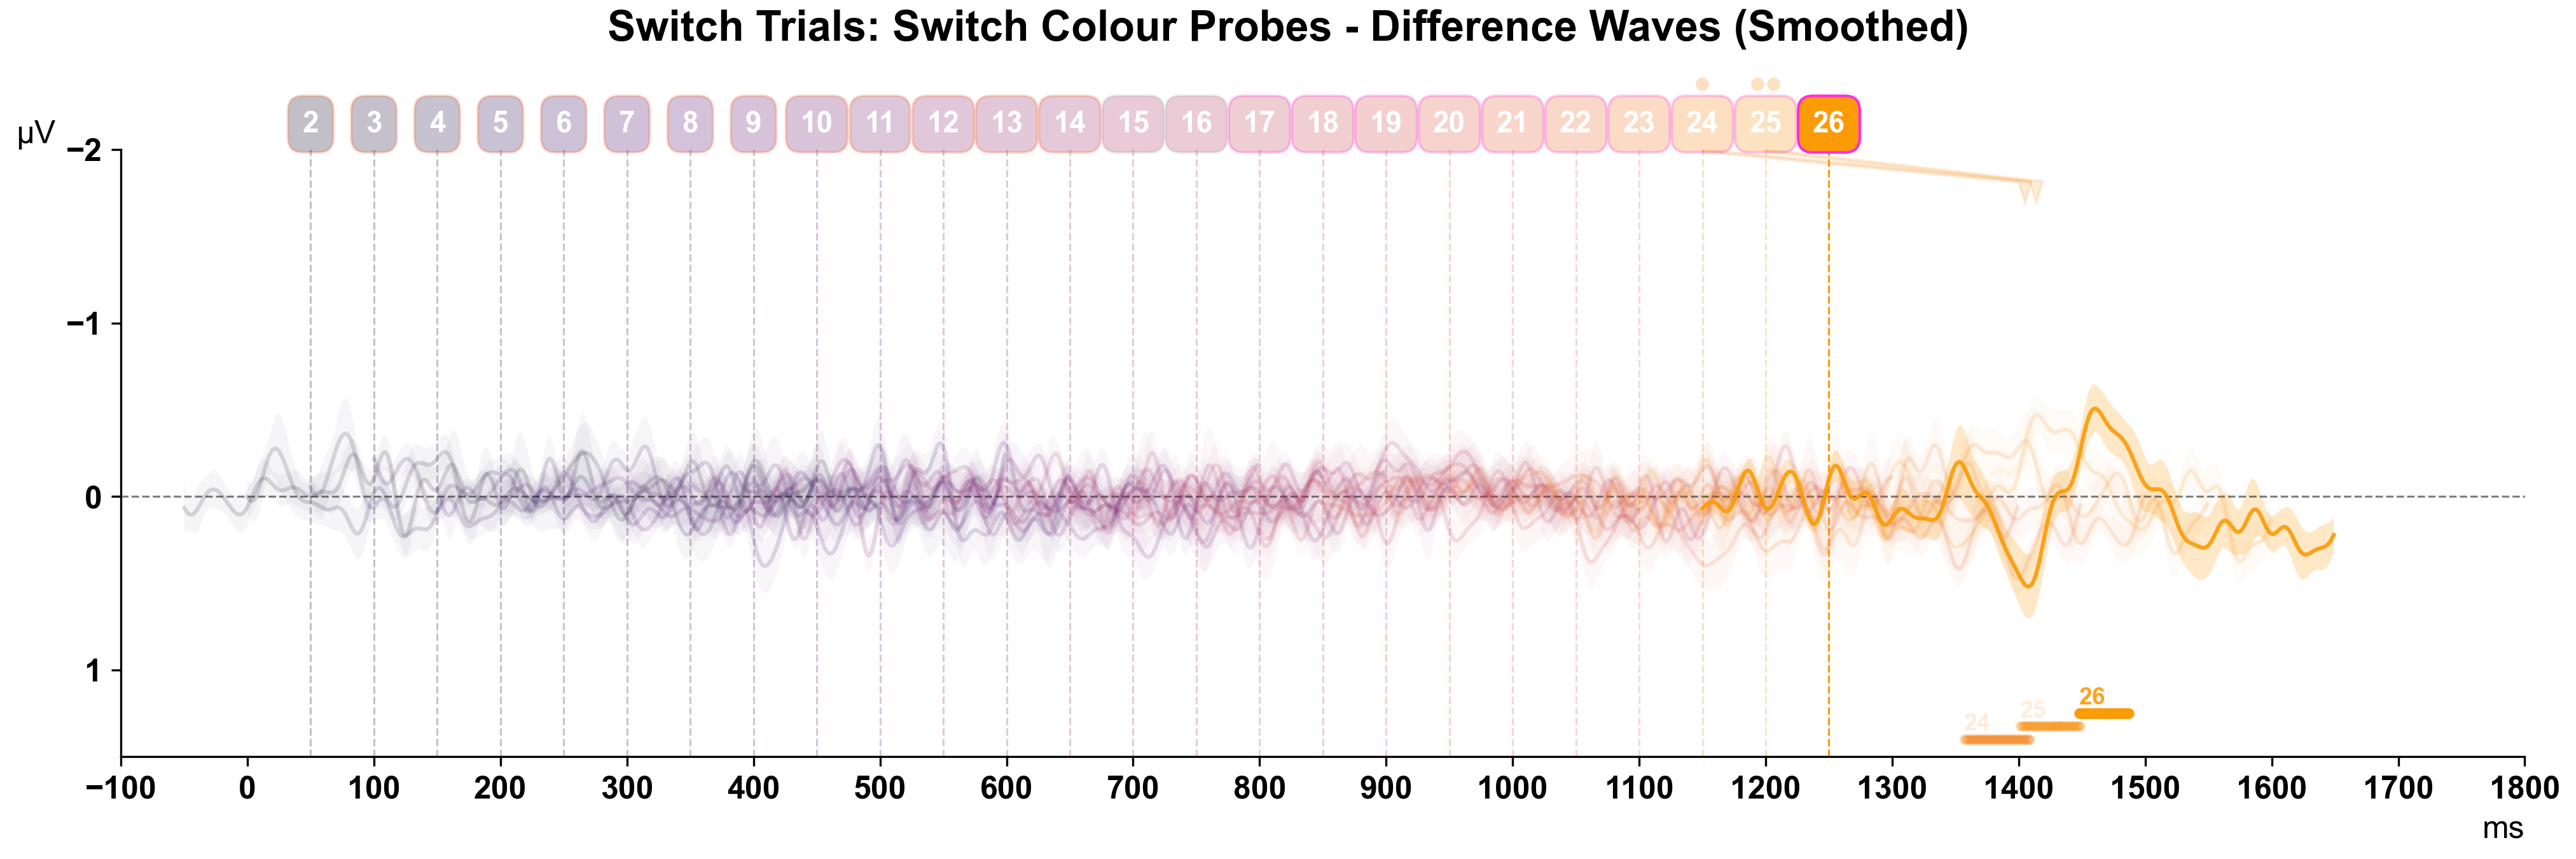 Switch Trials: Switch Colour Probes - Difference Waves (Smoothed)
2 3 4 5 6 7 8 9 10 11 12 13 14 15 16 17 18 19 20 21 22 23 24 25 26
µV
−2
−1
0
1
26
25
24
−100 0 100 200 300 400 500 600 700 800 900 1000 1100 1200 1300 1400 1500 1600 1700 1800
ms